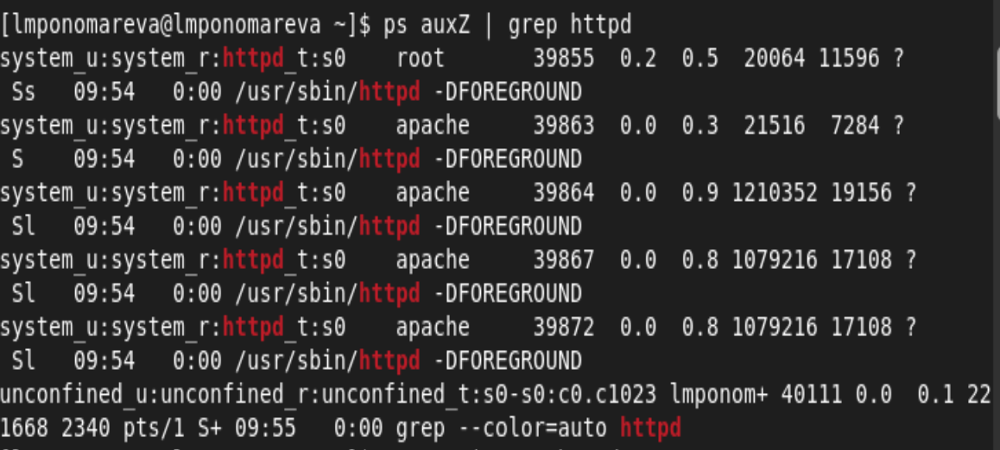 [lmponomareva@lmponomareva ~]$ ps auxZ | grep httpd
system_u:system_r:httpd_t:s0    root       39855  0.2  0.5  20064 11596 ?
 Ss   09:54   0:00 /usr/sbin/httpd -DFOREGROUND
system_u:system_r:httpd_t:s0    apache     39863  0.0  0.3  21516  7284 ?
 S    09:54   0:00 /usr/sbin/httpd -DFOREGROUND
system_u:system_r:httpd_t:s0    apache     39864  0.0  0.9 1210352 19156 ?
 Sl   09:54   0:00 /usr/sbin/httpd -DFOREGROUND
system_u:system_r:httpd_t:s0    apache     39867  0.0  0.8 1079216 17108 ?
 Sl   09:54   0:00 /usr/sbin/httpd -DFOREGROUND
system_u:system_r:httpd_t:s0    apache     39872  0.0  0.8 1079216 17108 ?
 Sl   09:54   0:00 /usr/sbin/httpd -DFOREGROUND
unconfined_u:unconfined_r:unconfined_t:s0-s0:c0.c1023 lmponom+ 40111 0.0  0.1 22
1668 2340 pts/1 S+ 09:55   0:00 grep --color=auto httpd